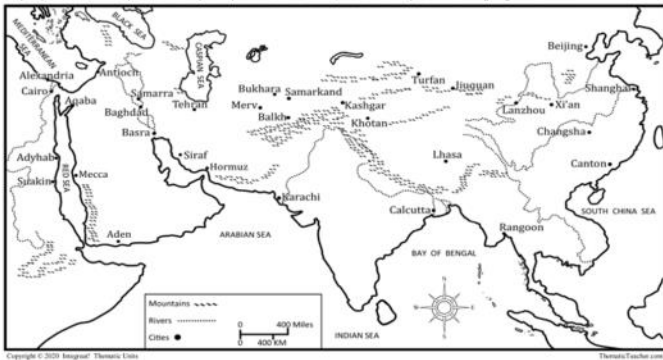 BLACK SEA
MEDITERRANEAN SEA
CASPIAN SEA
Beijing
Alexandria
Antioch
Turfan
Jiuquan
Cairo
Samarra
Bukhara
Samarkand
Shanghai
Aqaba
Tehran
Merv
Kashgar
Lanzhou
Xi'an
Baghdad
Balkh
Khotan
Basra
Changsha
Adyhab
Siraf
Hormuz
Lhasa
Canton
RED SEA
Mecca
Suakin
Karachi
Calcutta
SOUTH CHINA SEA
Aden
ARABIAN SEA
Rangoon
BAY OF BENGAL
Mountains
Rivers
Cities
0 400 Miles
0 400 KM
N
INDIAN SEA
Copyright © 2020 Integreat! Thematic Units
ThematicTeacher.com